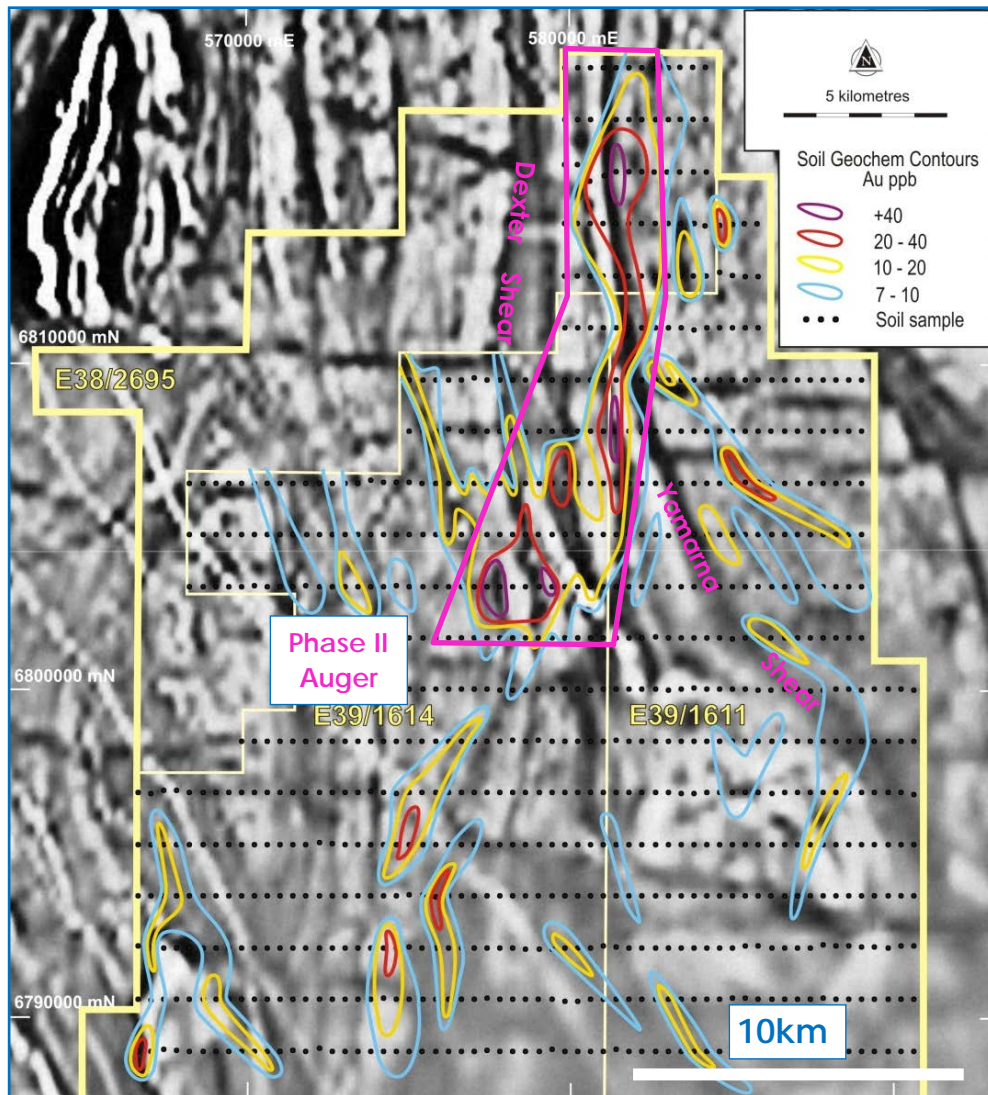 570000 mE
580000 mE
N
5 kilometres
Soil Geochem Contours
Au ppb
+40
20 - 40
10 - 20
7 - 10
Soil sample
Dexter Shear
6810000 mN
E38/2695
Yamarna
Shear
Phase II
Auger
6800000 mN
E39/1614
E39/1611
6790000 mN
10km